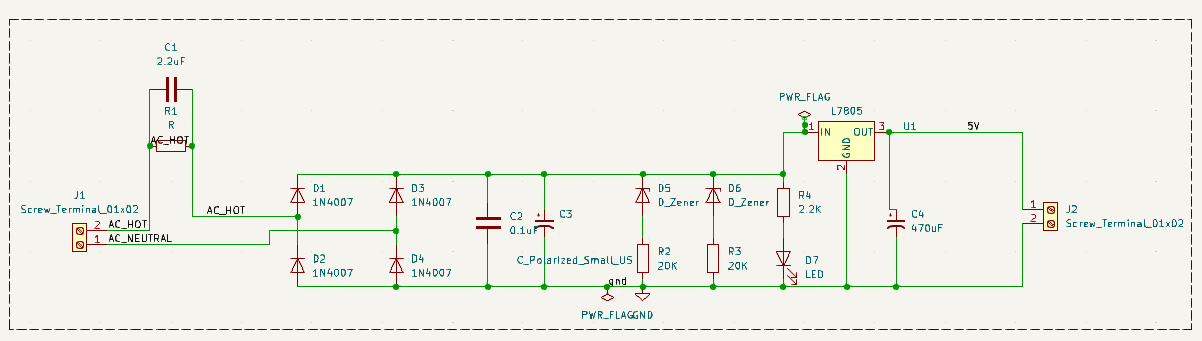 C1
2.2uF
R1
R
AC_HOT
J1
Screw_Terminal_01x02
2
AC_HOT
1
AC_NEUTRAL
AC_HOT
D1
1N4007
D3
1N4007
D2
1N4007
D4
1N4007
C2
0.1uF
C3
C_Polarized_Small_US
D5
D_Zener
D6
D_Zener
R4
2.2K
R2
20K
R3
20K
D7
LED
gnd
PWR_FLAG
GND
PWR_FLAG
L7805
1
IN
OUT
3
U1
GND
2
5V
C4
470uF
1
2
J2
Screw_Terminal_01x02